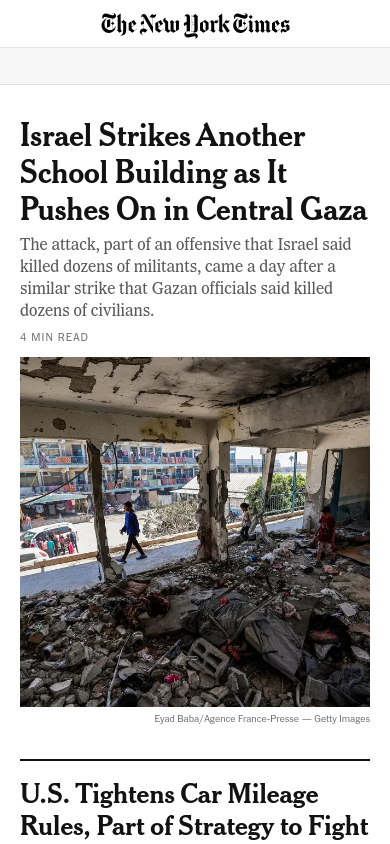 The New York Times
Israel Strikes Another
School Building as It
Pushes On in Central Gaza
The attack, part of an offensive that Israel said
killed dozens of militants, came a day after a
similar strike that Gazan officials said killed
dozens of civilians.
4 MIN READ
Eyad Baba/Agence France-Presse — Getty Images
U.S. Tightens Car Mileage
Rules, Part of Strategy to Fight